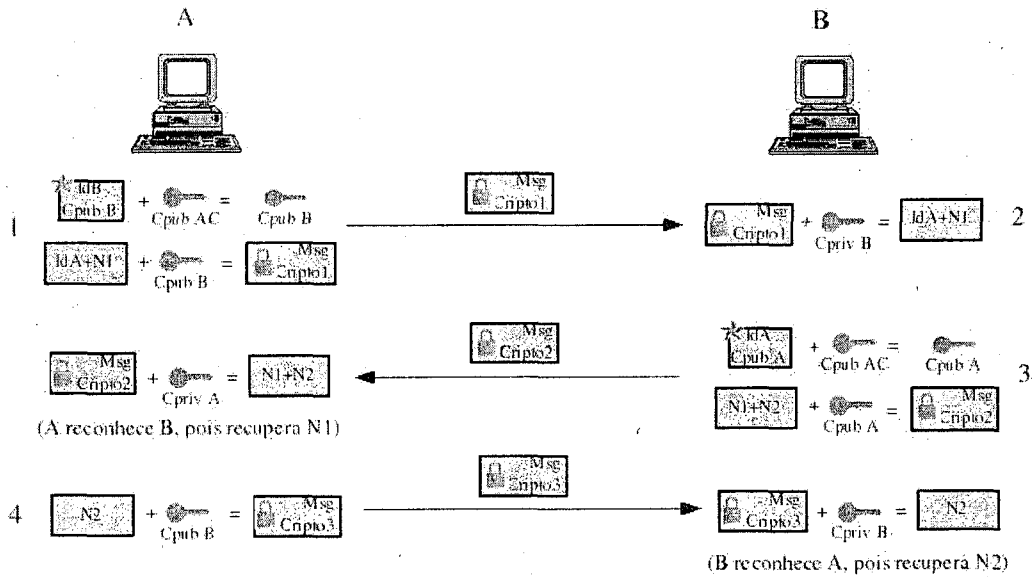 A
B
IdB
Cpub B
+
Cpub AC
=
Cpub B
1
IdA+N1
+
Cpub B
=
Msg
Cripto1
Msg
Cripto1
Msg
Cripto1
+
Cpriv B
=
IdA+N1
2
Msg
Cripto2
+
Cpriv A
=
N1+N2
(A reconhece B, pois recupera N1)
Msg
Cripto2
IdA
Cpub A
+
Cpub AC
=
Cpub A
3
N1+N2
+
Cpub A
=
Msg
Cripto2
4
N2
+
Cpub B
=
Msg
Cripto3
Msg
Cripto3
Msg
Cripto3
+
Cpriv B
=
N2
(B reconhece A, pois recupera N2)